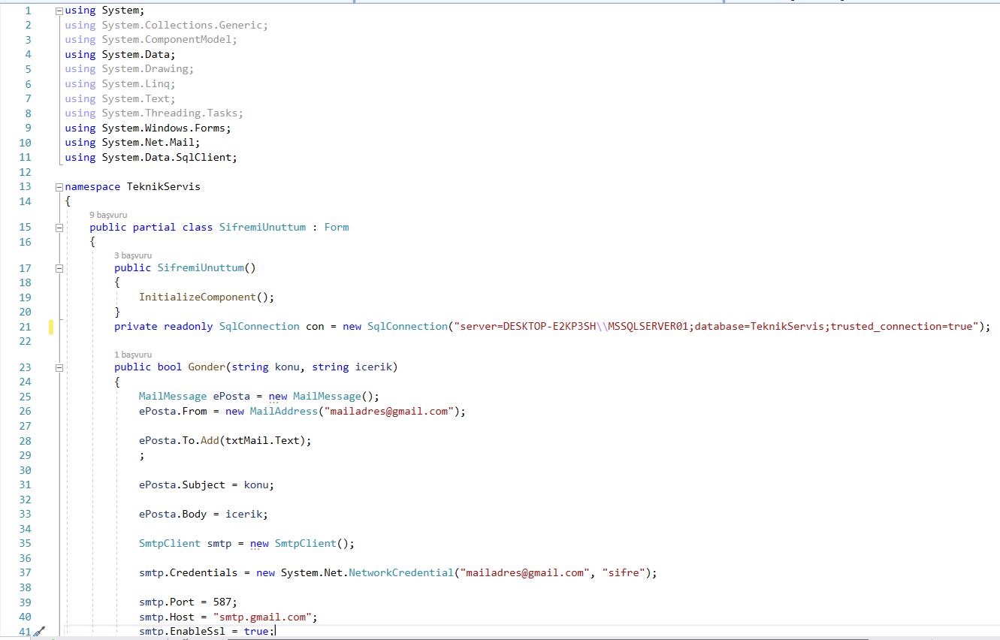 1 using System;
2 using System.Collections.Generic;
3 using System.ComponentModel;
4 using System.Data;
5 using System.Drawing;
6 using System.Linq;
7 using System.Text;
8 using System.Threading.Tasks;
9 using System.Windows.Forms;
10 using System.Net.Mail;
11 using System.Data.SqlClient;
12
13 namespace TeknikServis
14 {
9 başvuru
15 public partial class SifremiUnuttum : Form
16 {
3 başvuru
17 public SifremiUnuttum()
18 {
19 InitializeComponent();
20 }
21 private readonly SqlConnection con = new SqlConnection("server=DESKTOP-E2KP3SH\\MSSQLSERVER01;database=TeknikServis;trusted_connection=true");
22
1 başvuru
23 public bool Gonder(string konu, string icerik)
24 {
25 MailMessage ePosta = new MailMessage();
26 ePosta.From = new MailAddress("mailadres@gmail.com");
27
28 ePosta.To.Add(txtMail.Text);
29 ;
30
31 ePosta.Subject = konu;
32
33 ePosta.Body = icerik;
34
35 SmtpClient smtp = new SmtpClient();
36
37 smtp.Credentials = new System.Net.NetworkCredential("mailadres@gmail.com", "sifre");
38
39 smtp.Port = 587;
40 smtp.Host = "smtp.gmail.com";
41 smtp.EnableSsl = true;